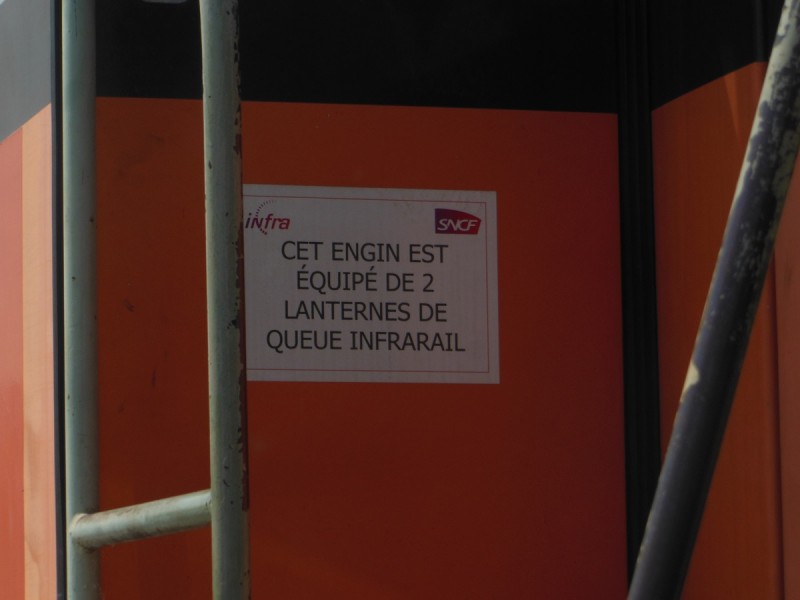 infra SNCF
CET ENGIN EST
ÉQUIPÉ DE 2
LANTERNES DE
QUEUE INFRARAIL